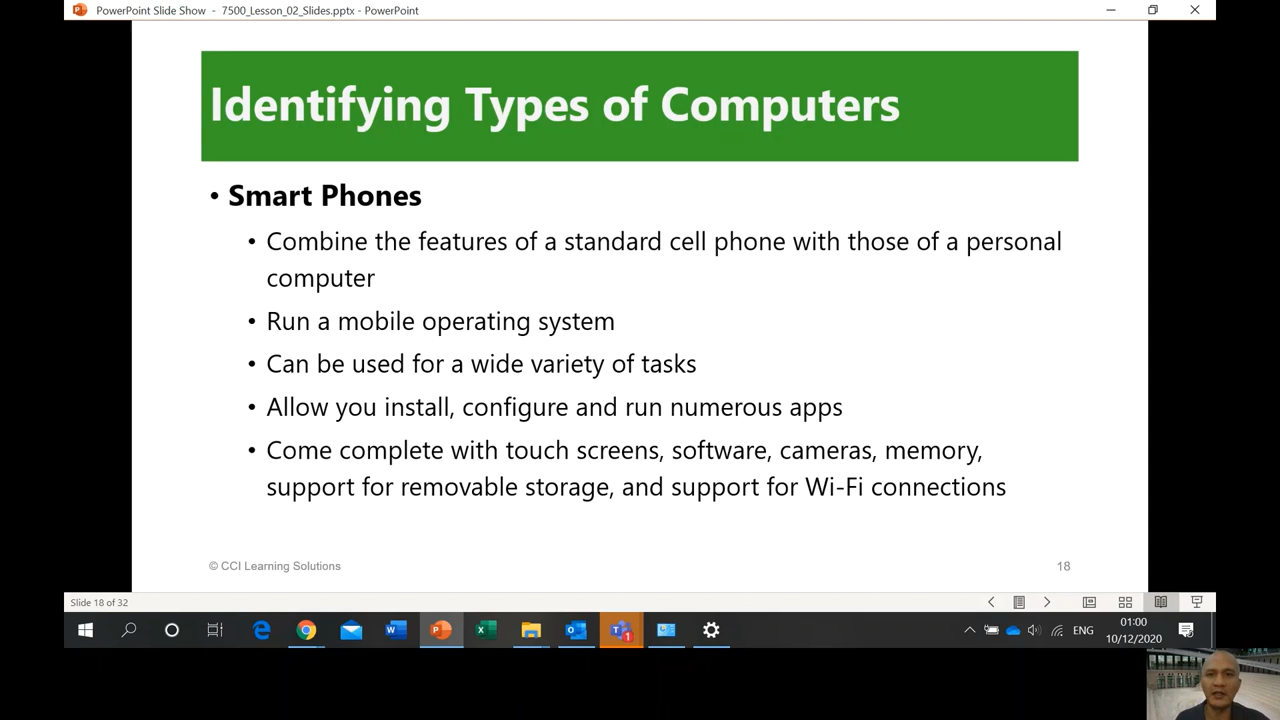 PowerPoint Slide Show - 7500_Lesson_02_Slides.pptx - PowerPoint
Identifying Types of Computers
• Smart Phones
• Combine the features of a standard cell phone with those of a personal
computer
• Run a mobile operating system
• Can be used for a wide variety of tasks
• Allow you install, configure and run numerous apps
• Come complete with touch screens, software, cameras, memory,
support for removable storage, and support for Wi-Fi connections
© CCI Learning Solutions
18
Slide 18 of 32
ENG
01:00
10/12/2020